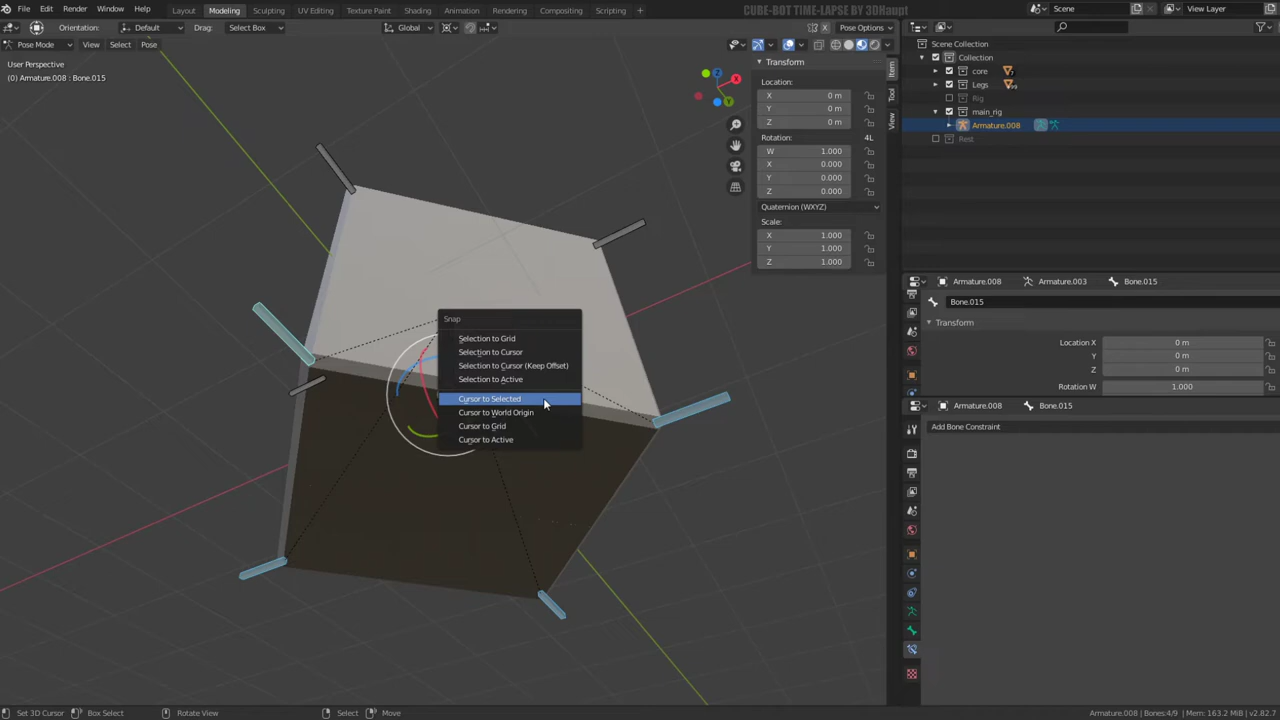 File Edit Render Window Help
Layout Modeling Sculpting UV Editing Texture Paint Shading Animation Rendering Compositing Scripting
CUBE-BOT TIME-LAPSE BY 3DHaupt
Scene
View Layer
Orientation: Default Drag: Select Box
Global
Pose Options
Pose Mode View Select Pose
User Perspective
(0) Armature.008 : Bone.015
Transform
Location:
X 0 m
Y 0 m
Z 0 m
Rotation: 4L
W 1.000
X 0.000
Y 0.000
Z 0.000
Quaternion (WXYZ)
Scale:
X 1.000
Y 1.000
Z 1.000
Item
Tool
View
X
Z
Y
Snap
Selection to Grid
Selection to Cursor
Selection to Cursor (Keep Offset)
Selection to Active
Cursor to Selected
Cursor to World Origin
Cursor to Grid
Cursor to Active
Scene Collection
Collection
core
Legs
Rig
main_rig
Armature.008
Rest
Armature.008 Armature.003 Bone.015
Bone.015
Transform
Location X 0 m
Y 0 m
Z 0 m
Rotation W 1.000
Armature.008 Bone.015
Add Bone Constraint
Set 3D Cursor Box Select Rotate View Select Move
Armature.008 | Bones:4/9 | Mem: 163.2 MiB | v2.82.7